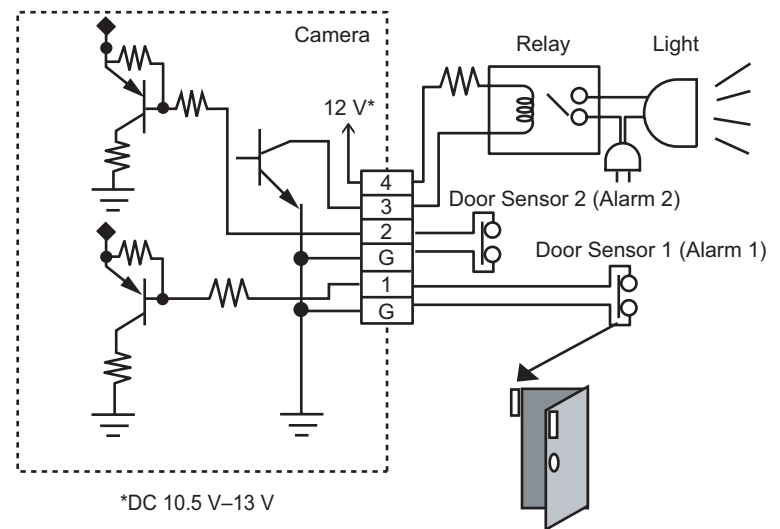 Camera
Relay
Light
12 V*
4
3
2
G
1
G
Door Sensor 2 (Alarm 2)
Door Sensor 1 (Alarm 1)
*DC 10.5 V–13 V